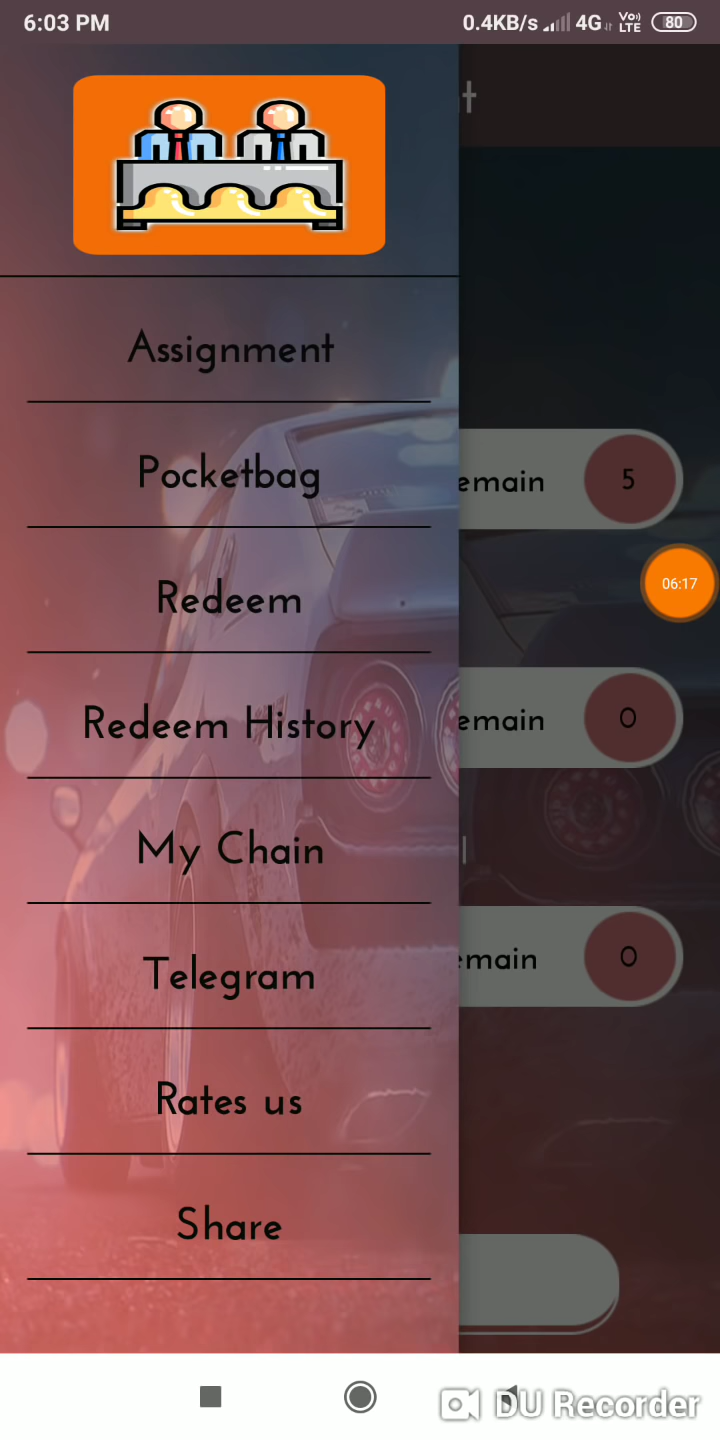 6:03 PM 0.4KB/s 4G Vo)) LTE 80
Assignment
Pocketbag
emain 5
06:17
Redeem
Redeem History
emain 0
My Chain
Telegram
main 0
Rates us
Share
DU Recorder